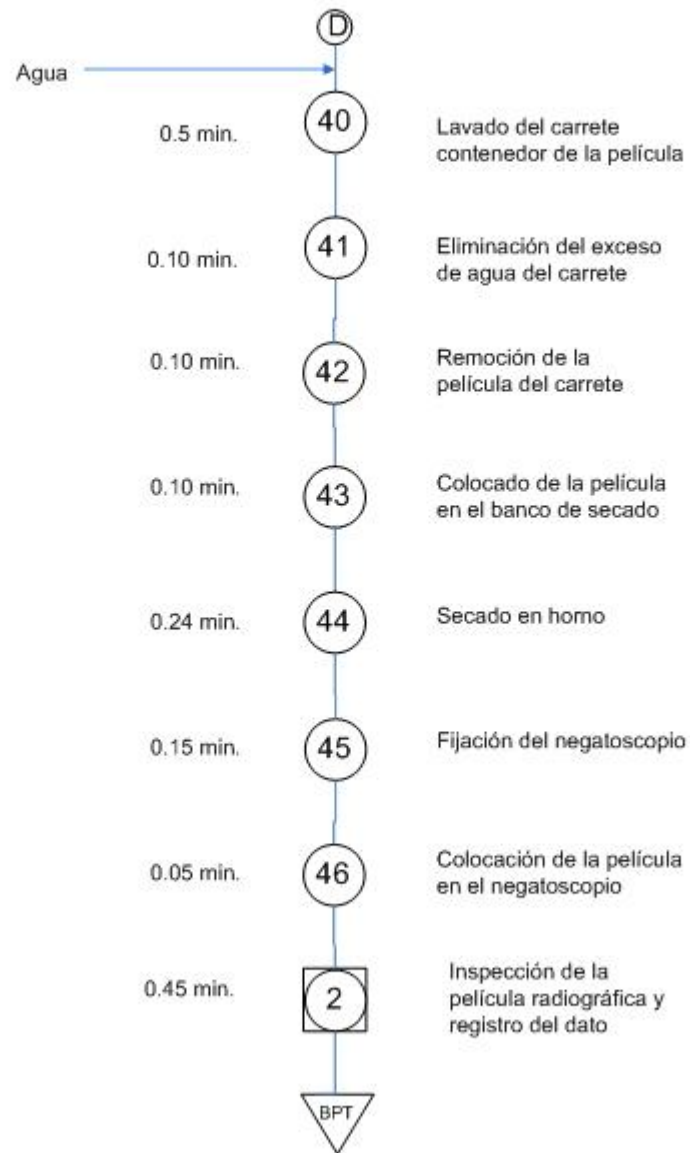 D
Agua
0.5 min.
40
Lavado del carrete
contenedor de la película
0.10 min.
41
Eliminación del exceso
de agua del carrete
0.10 min.
42
Remoción de la
película del carrete
0.10 min.
43
Colocado de la película
en el banco de secado
0.24 min.
44
Secado en horno
0.15 min.
45
Fijación del negatoscopio
0.05 min.
46
Colocación de la película
en el negatoscopio
0.45 min.
2
Inspección de la
película radiográfica y
registro del dato
BPT